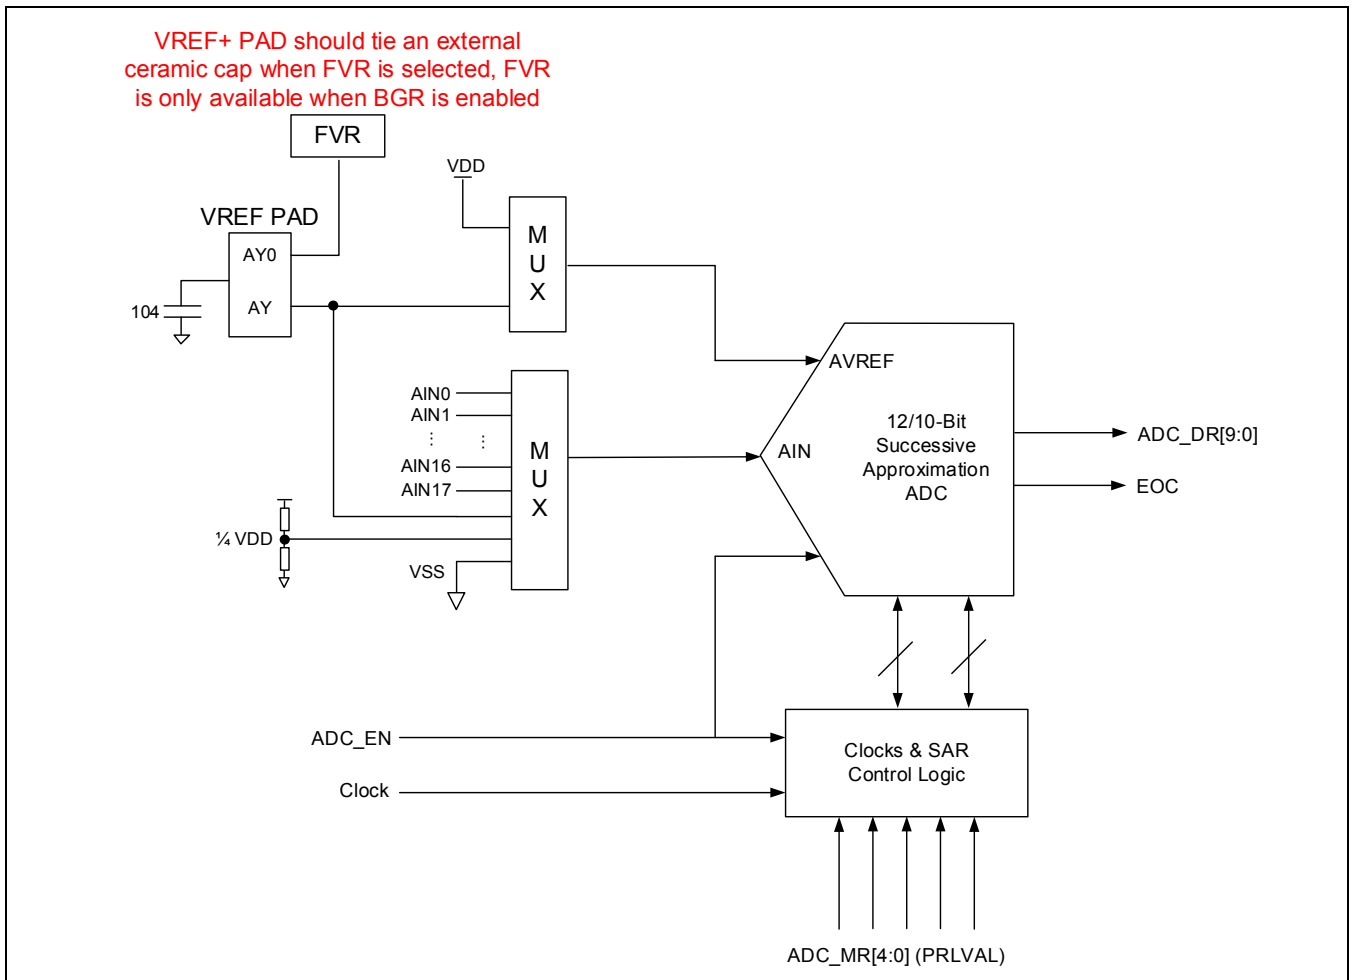 VREF+ PAD should tie an external
ceramic cap when FVR is selected, FVR
is only available when BGR is enabled
FVR
VDD
VREF PAD
AY0
AY
104
M
U
X
AVREF
AIN0
AIN1
⋮
⋮
AIN16
AIN17
M
U
X
AIN
12/10-Bit
Successive
Approximation
ADC
ADC_DR[9:0]
EOC
¼ VDD
VSS
ADC_EN
Clock
Clocks & SAR
Control Logic
ADC_MR[4:0] (PRLVAL)